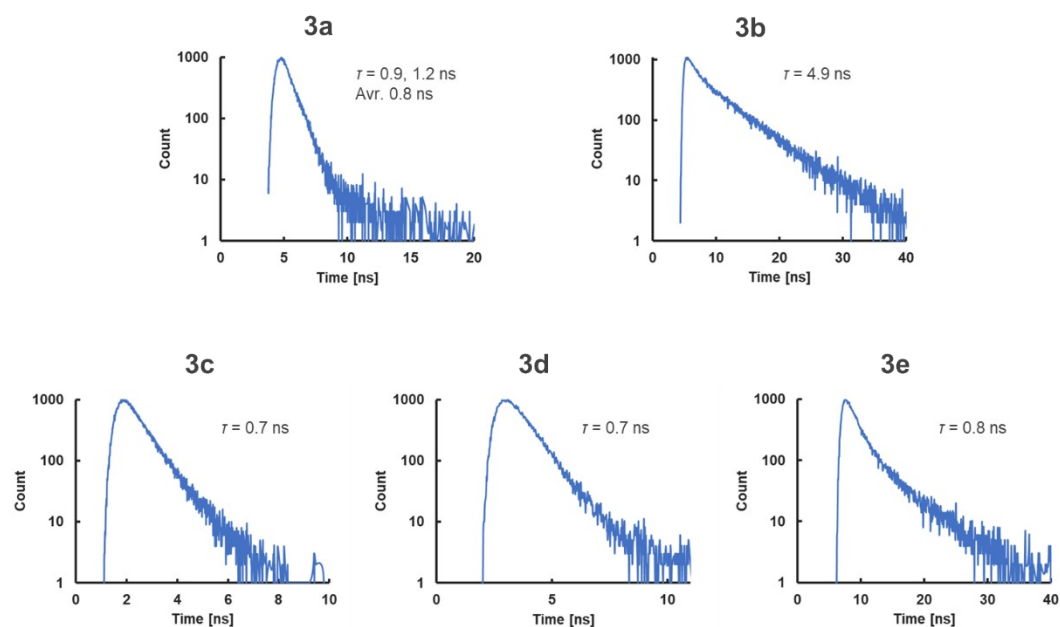 3a
3b
1000
100
10
1
Count
τ = 0.9, 1.2 ns
Avr. 0.8 ns
0
5
10
15
20
Time [ns]
1000
100
10
1
Count
τ = 4.9 ns
0
10
20
30
40
Time [ns]
3c
3d
3e
1000
100
10
1
Count
τ = 0.7 ns
0
2
4
6
8
10
Time [ns]
1000
100
10
1
Count
τ = 0.7 ns
0
5
10
Time [ns]
1000
100
10
1
Count
τ = 0.8 ns
0
10
20
30
40
Time [ns]